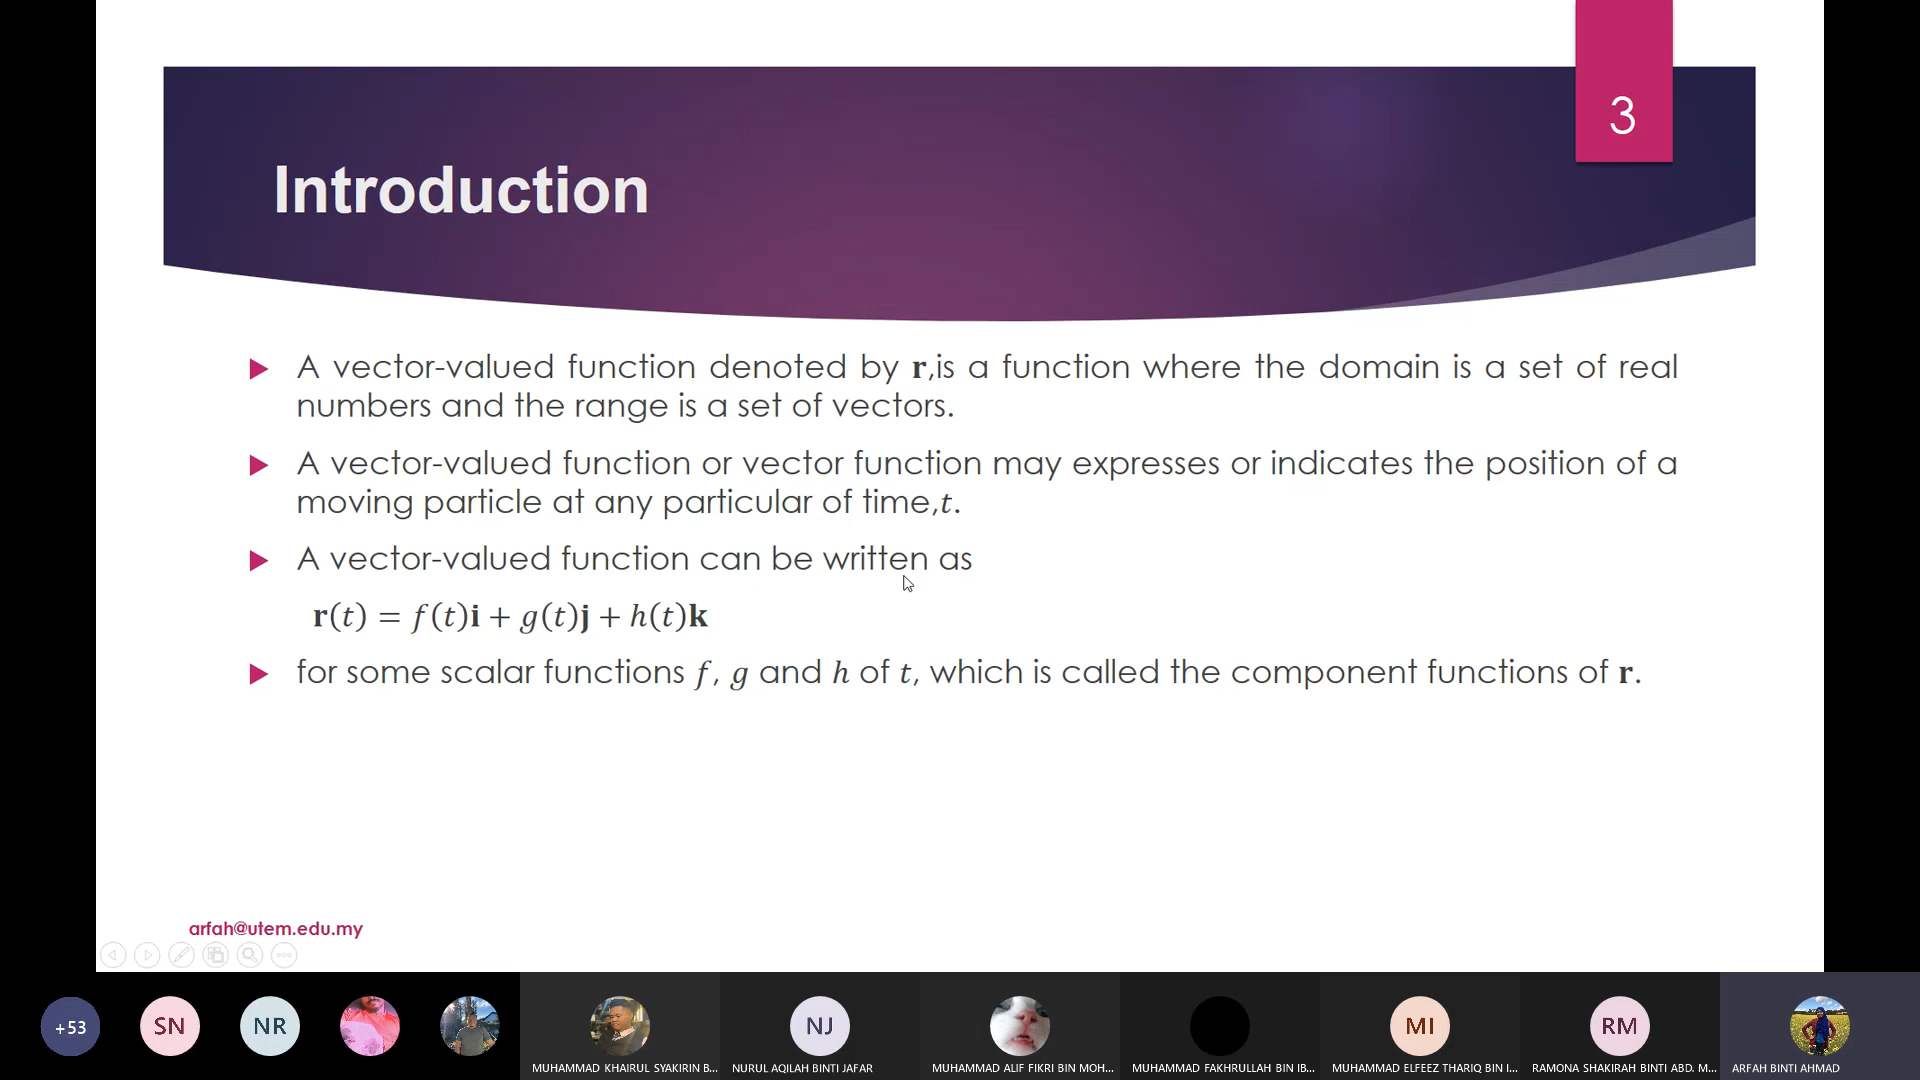 3
Introduction
A vector-valued function denoted by r,is a function where the domain is a set of real
numbers and the range is a set of vectors.
A vector-valued function or vector function may expresses or indicates the position of a
moving particle at any particular of time,t.
A vector-valued function can be written as
r(t) = f(t)i + g(t)j + h(t)k
for some scalar functions f, g and h of t, which is called the component functions of r.
arfah@utem.edu.my
+53
SN
NR
NJ
MI
RM
MUHAMMAD KHAIRUL SYAKIRIN B...
NURUL AQILAH BINTI JAFAR
MUHAMMAD ALIF FIKRI BIN MOH...
MUHAMMAD FAKHRULLAH BIN IB...
MUHAMMAD ELFEEZ THARIQ BIN I...
RAMONA SHAKIRAH BINTI ABD. M...
ARFAH BINTI AHMAD